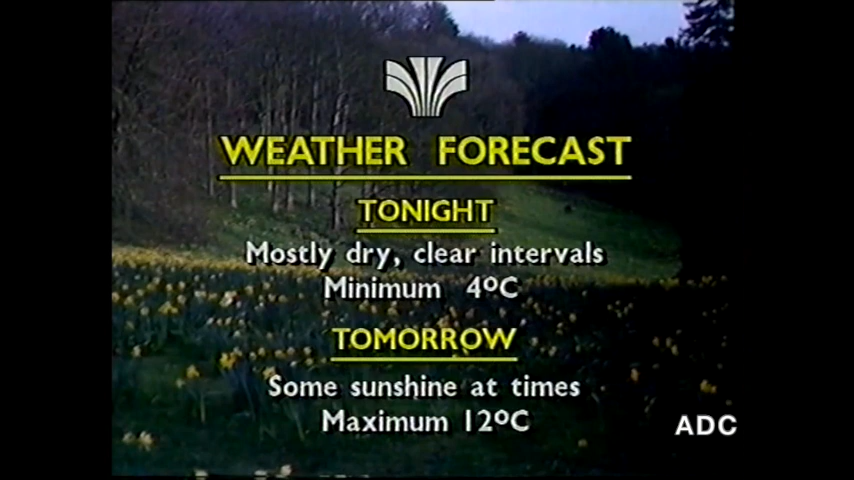 WEATHER FORECAST
TONIGHT
Mostly dry, clear intervals
Minimum 4ºC
TOMORROW
Some sunshine at times
Maximum 12ºC
ADC